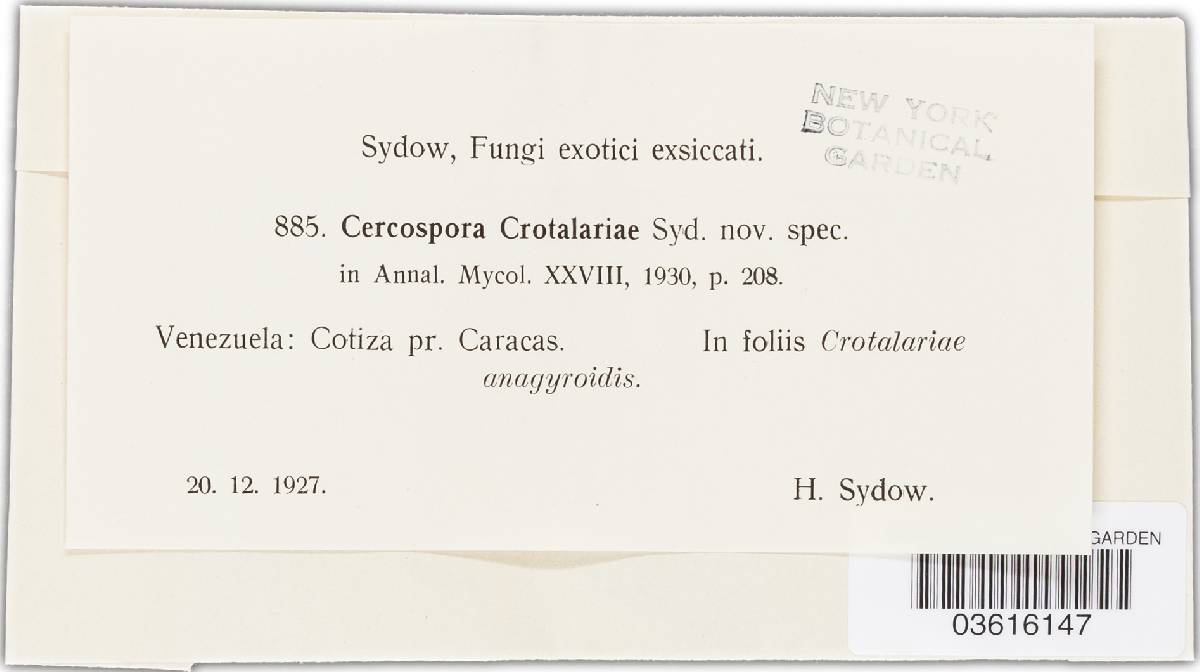 NEW YORK
BOTANICAL
GARDEN
Sydow, Fungi exotici exsiccati.
885. Cercospora Crotalariae Syd. nov. spec.
in Annal. Mycol. XXVIII, 1930, p. 208.
Venezuela: Cotiza pr. Caracas. In foliis Crotalariae
anagyroidis.
20. 12. 1927. H. Sydow.
GARDEN
03616147